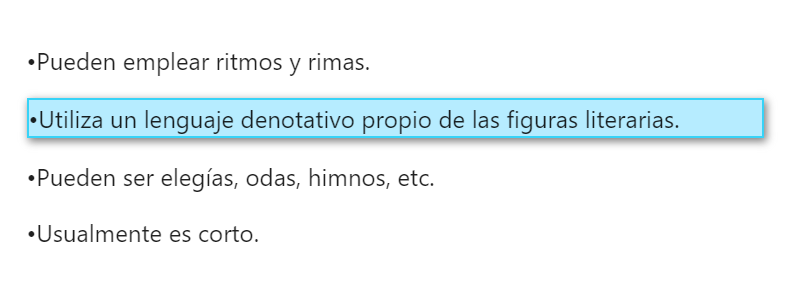 •Pueden emplear ritmos y rimas.
•Utiliza un lenguaje denotativo propio de las figuras literarias.
•Pueden ser elegías, odas, himnos, etc.
•Usualmente es corto.